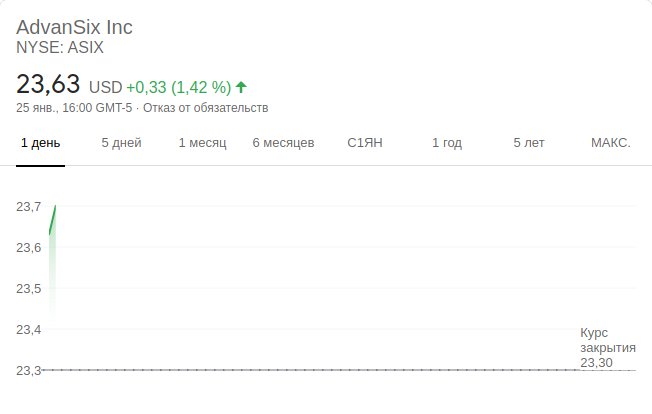 AdvanSix Inc
NYSE: ASIX
23,63 USD +0,33 (1,42 %)
25 янв., 16:00 GMT-5 · Отказ от обязательств
1 день 5 дней 1 месяц 6 месяцев С1ЯН 1 год 5 лет МАКС.
23,7
23,6
23,5
23,4
23,3
Курс
закрытия
23,30